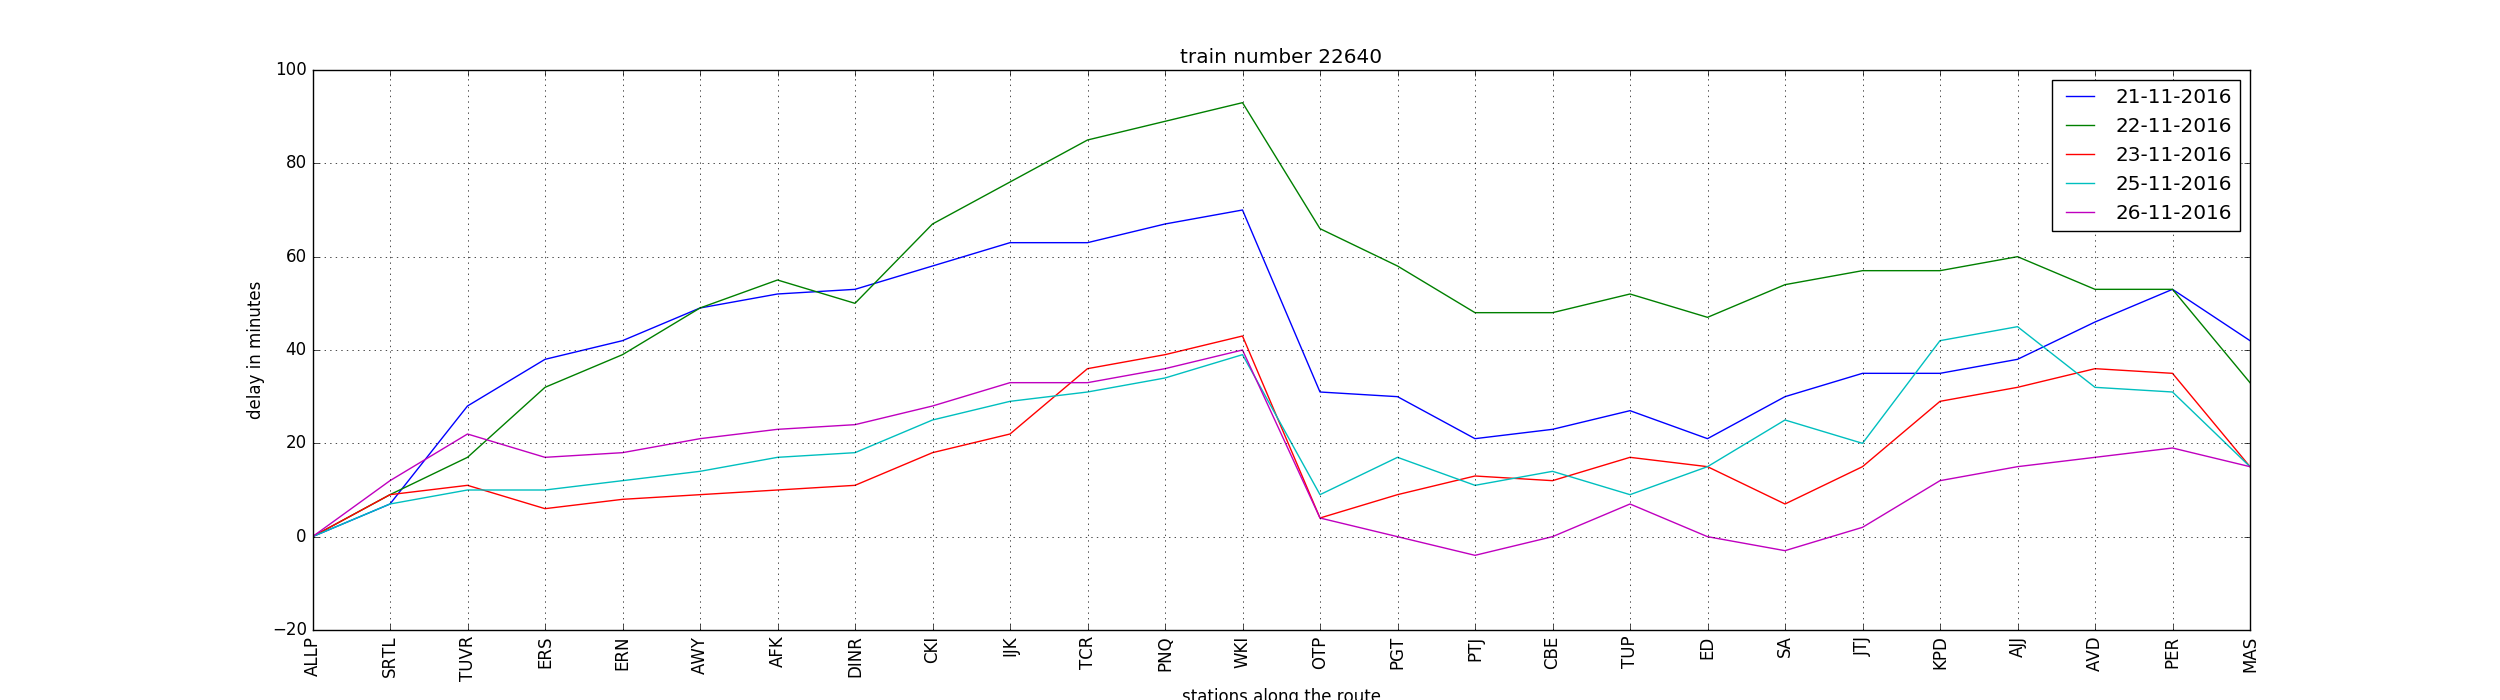 train number 22640
100
80
60
40
20
0
−20
delay in minutes
21-11-2016
22-11-2016
23-11-2016
25-11-2016
26-11-2016
ALLP
SRTL
TUVR
ERS
ERN
AWY
AFK
DINR
CKI
IJK
TCR
PNQ
WKI
OTP
PGT
PTJ
CBE
TUP
ED
SA
JTJ
KPD
AJJ
AVD
PER
MAS
stations along the route